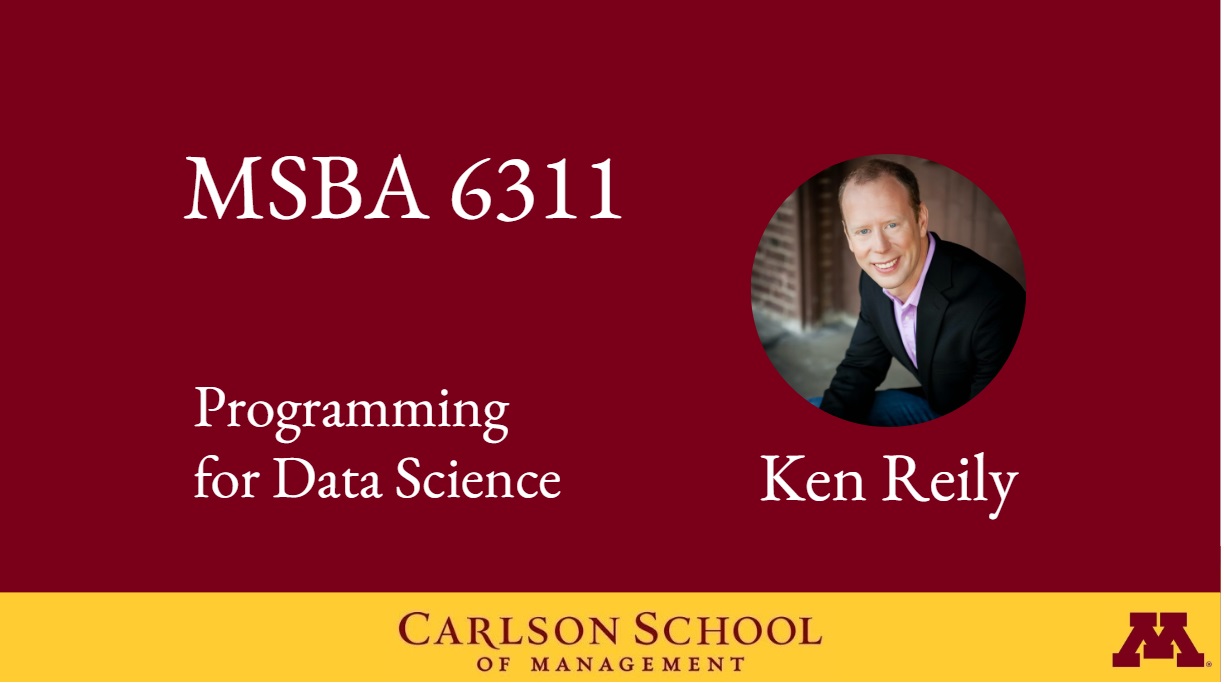 MSBA 6311
Programming
for Data Science
Ken Reily
CARLSON SCHOOL
OF MANAGEMENT
M